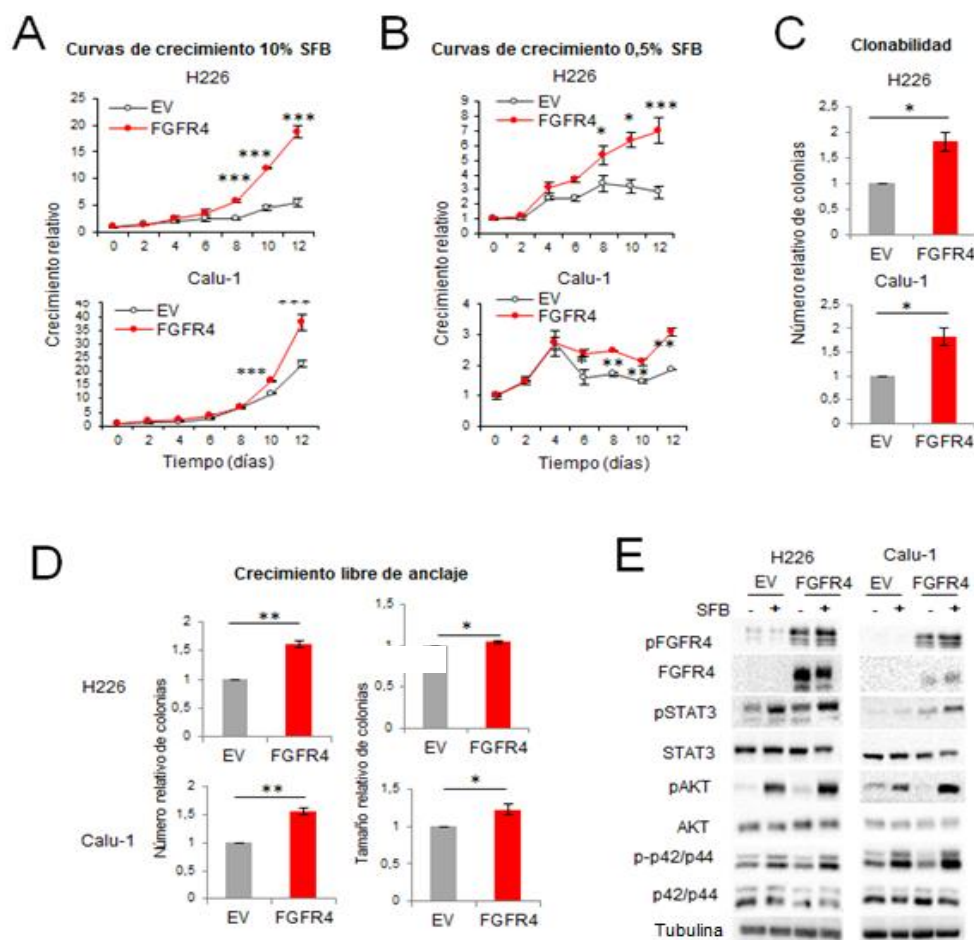 A
Curvas de crecimiento 10% SFB
H226
EV
FGFR4
***
***
***
25
20
15
10
5
0
0 2 4 6 8 10 12
Crecimiento relativo
Calu-1
EV
FGFR4
***
45
40
35
30
25
20
15
10
5
0
0 2 4 6 8 10 12
Tiempo (días)
B
Curvas de crecimiento 0,5% SFB
H226
EV
FGFR4
* * ***
9
8
7
6
5
4
3
2
1
0
0 2 4 6 8 10 12
Crecimiento relativo
Calu-1
EV
FGFR4
* ** ** **
4
3
2
1
0
0 2 4 6 8 10 12
Tiempo (días)
C
Clonabilidad
H226
*
2,5
2
1,5
1
0,5
0
EV FGFR4
Número relativo de colonias
Calu-1
*
2,5
2
1,5
1
0,5
0
EV FGFR4
D
Crecimiento libre de anclaje
H226
Número relativo de colonias
**
2
1,5
1
0,5
0
EV FGFR4
Tamaño relativo de colonias
*
1,5
0,5
0
EV FGFR4
Calu-1
**
2
1,5
1
0,5
0
EV FGFR4
*
1,5
1
0,5
0
EV FGFR4
E
H226 Calu-1
EV FGFR4 EV FGFR4
SFB - + - + - + - +
pFGFR4
FGFR4
pSTAT3
STAT3
pAKT
AKT
p-p42/p44
p42/p44
Tubulina